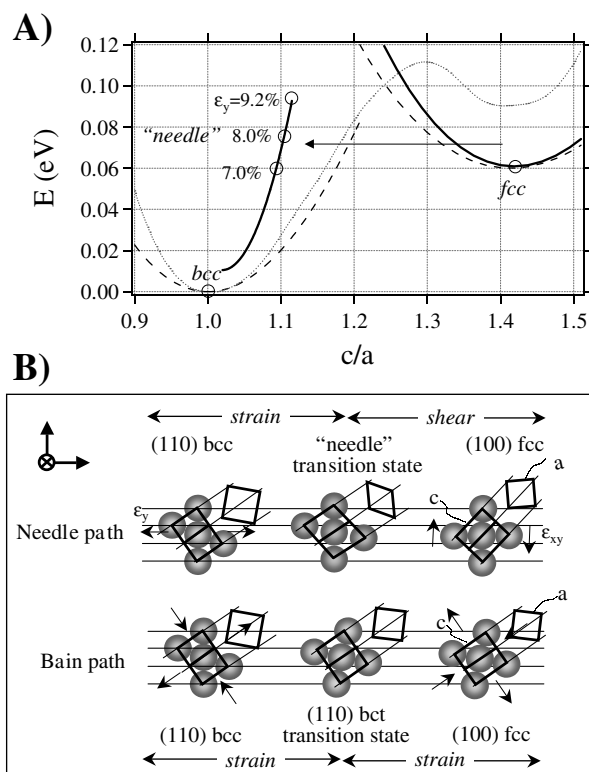 A)
0.12
0.10
0.08
0.06
0.04
0.02
0.00
E (eV)
εy=9.2%
“needle” 8.0%
7.0%
bcc
fcc
0.9 1.0 1.1 1.2 1.3 1.4 1.5
c/a
B)
strain shear
(110) bcc “needle” (100) fcc
transition state
a
c
εy
Needle path
εxy
a
c
Bain path
(110) bct
(110) bcc transition state (100) fcc
strain strain